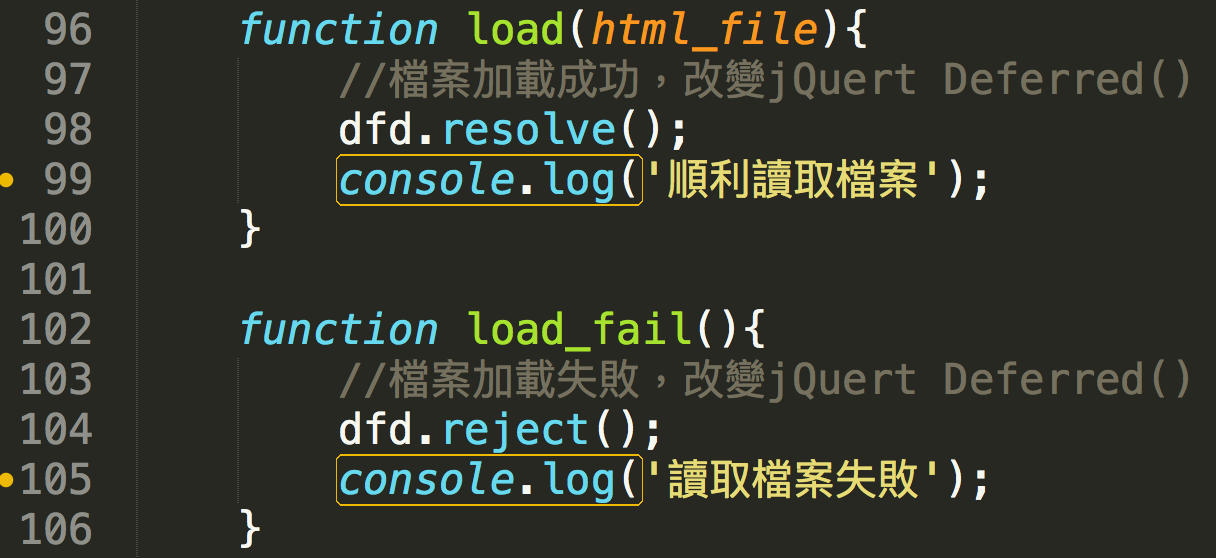 96 function load(html_file){
97 //檔案加載成功，改變jQuert Deferred()
98 dfd.resolve();
99 console.log('順利讀取檔案');
100 }
101
102 function load_fail(){
103 //檔案加載失敗，改變jQuert Deferred()
104 dfd.reject();
105 console.log('讀取檔案失敗');
106 }